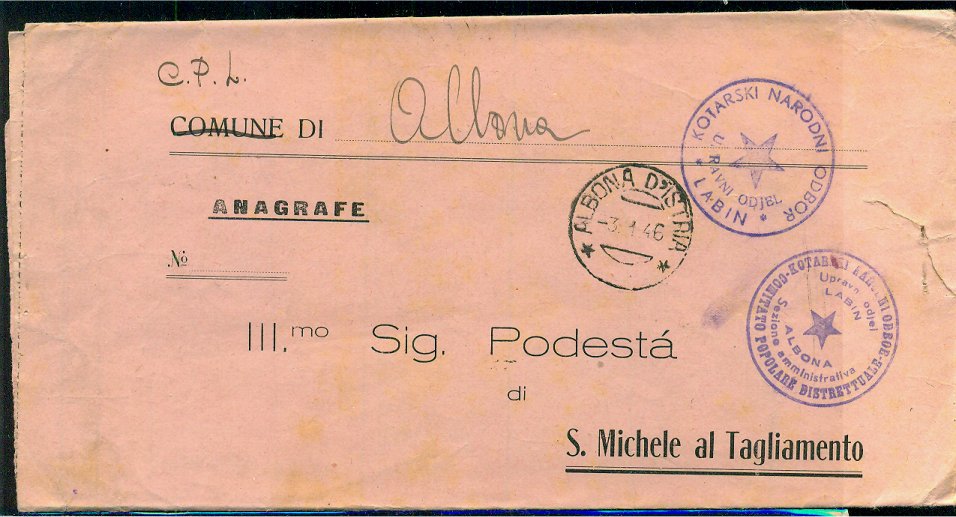 C.P.L.
COMUNE DI Albona
ANAGRAFE
No
Ill.mo Sig. Podestá
di
S. Michele al Tagliamento
ALBONA D'ISTRIA
-3.1.46
KOTARSKI NARODNI ODBOR
UPRAVNI ODJEL
* LABIN *
KOTARSKI NARODNI ODBOR-COMITATO POPOLARE DISTRETTUALE-
Upravni odjel
LABIN
ALBONA
Sezione amministrativa